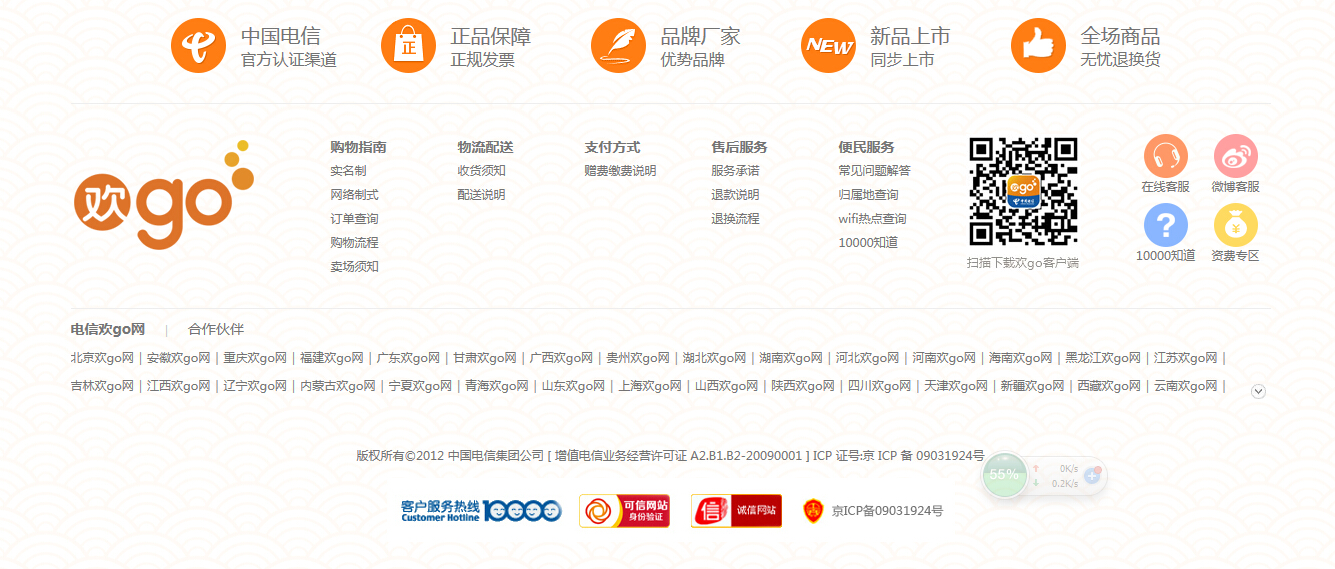 中国电信
官方认证渠道
正
正品保障
正规发票
品牌厂家
优势品牌
NEW
新品上市
同步上市
全场商品
无忧退换货
欢go
购物指南
实名制
网络制式
订单查询
购物流程
卖场须知
物流配送
收货须知
配送说明
支付方式
赠费缴费说明
售后服务
服务承诺
退款说明
退换流程
便民服务
常见问题解答
归属地查询
wifi热点查询
10000知道
欢go
中国电信
扫描下载欢go客户端
在线客服
微博客服
?
¥
10000知道
资费专区
电信欢go网 | 合作伙伴
北京欢go网 | 安徽欢go网 | 重庆欢go网 | 福建欢go网 | 广东欢go网 | 甘肃欢go网 | 广西欢go网 | 贵州欢go网 | 湖北欢go网 | 湖南欢go网 | 河北欢go网 | 河南欢go网 | 海南欢go网 | 黑龙江欢go网 | 江苏欢go网 |
吉林欢go网 | 江西欢go网 | 辽宁欢go网 | 内蒙古欢go网 | 宁夏欢go网 | 青海欢go网 | 山东欢go网 | 上海欢go网 | 山西欢go网 | 陕西欢go网 | 四川欢go网 | 天津欢go网 | 新疆欢go网 | 西藏欢go网 | 云南欢go网 |
版权所有©2012 中国电信集团公司 [ 增值电信业务经营许可证 A2.B1.B2-20090001 ] ICP 证号:京 ICP 备 09031924号
55%
↑ 0K/s
↓ 0.2K/s
客户服务热线 10000
Customer Hotline
可信网站
身份验证
信
诚信网站
京ICP备09031924号